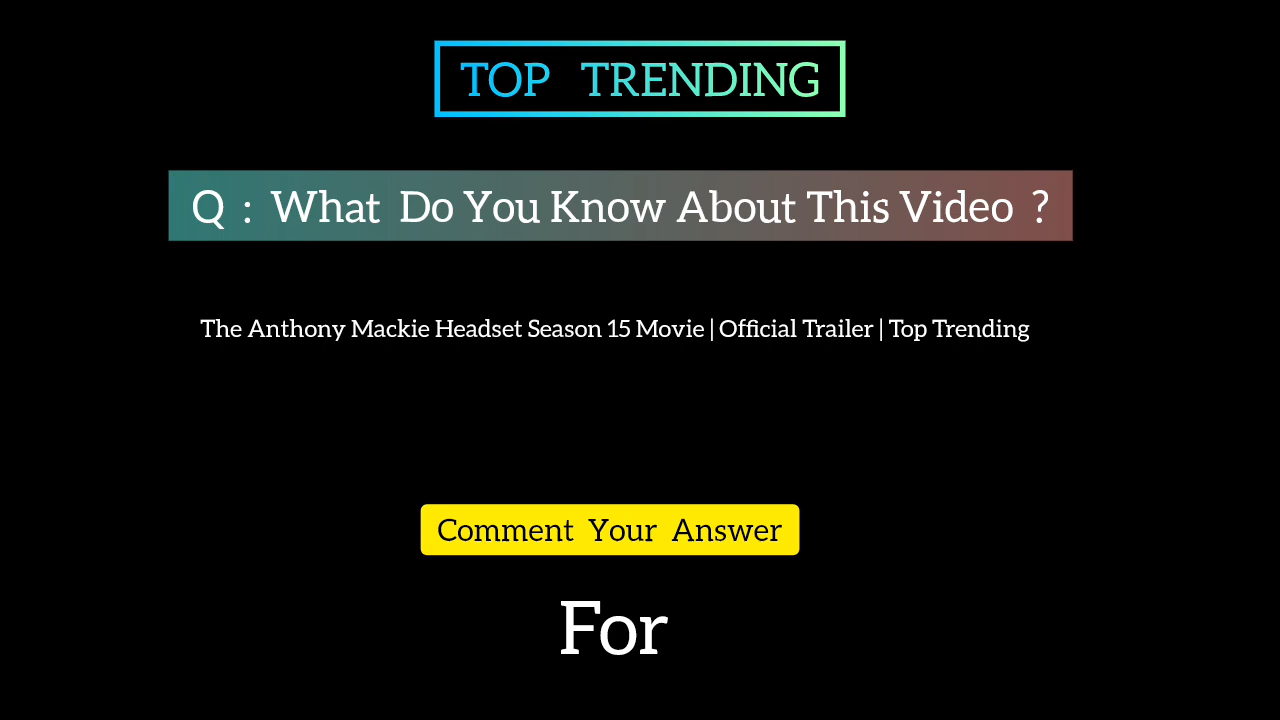 TOP TRENDING
Q : What Do You Know About This Video ?
The Anthony Mackie Headset Season 15 Movie | Official Trailer | Top Trending
Comment Your Answer
For